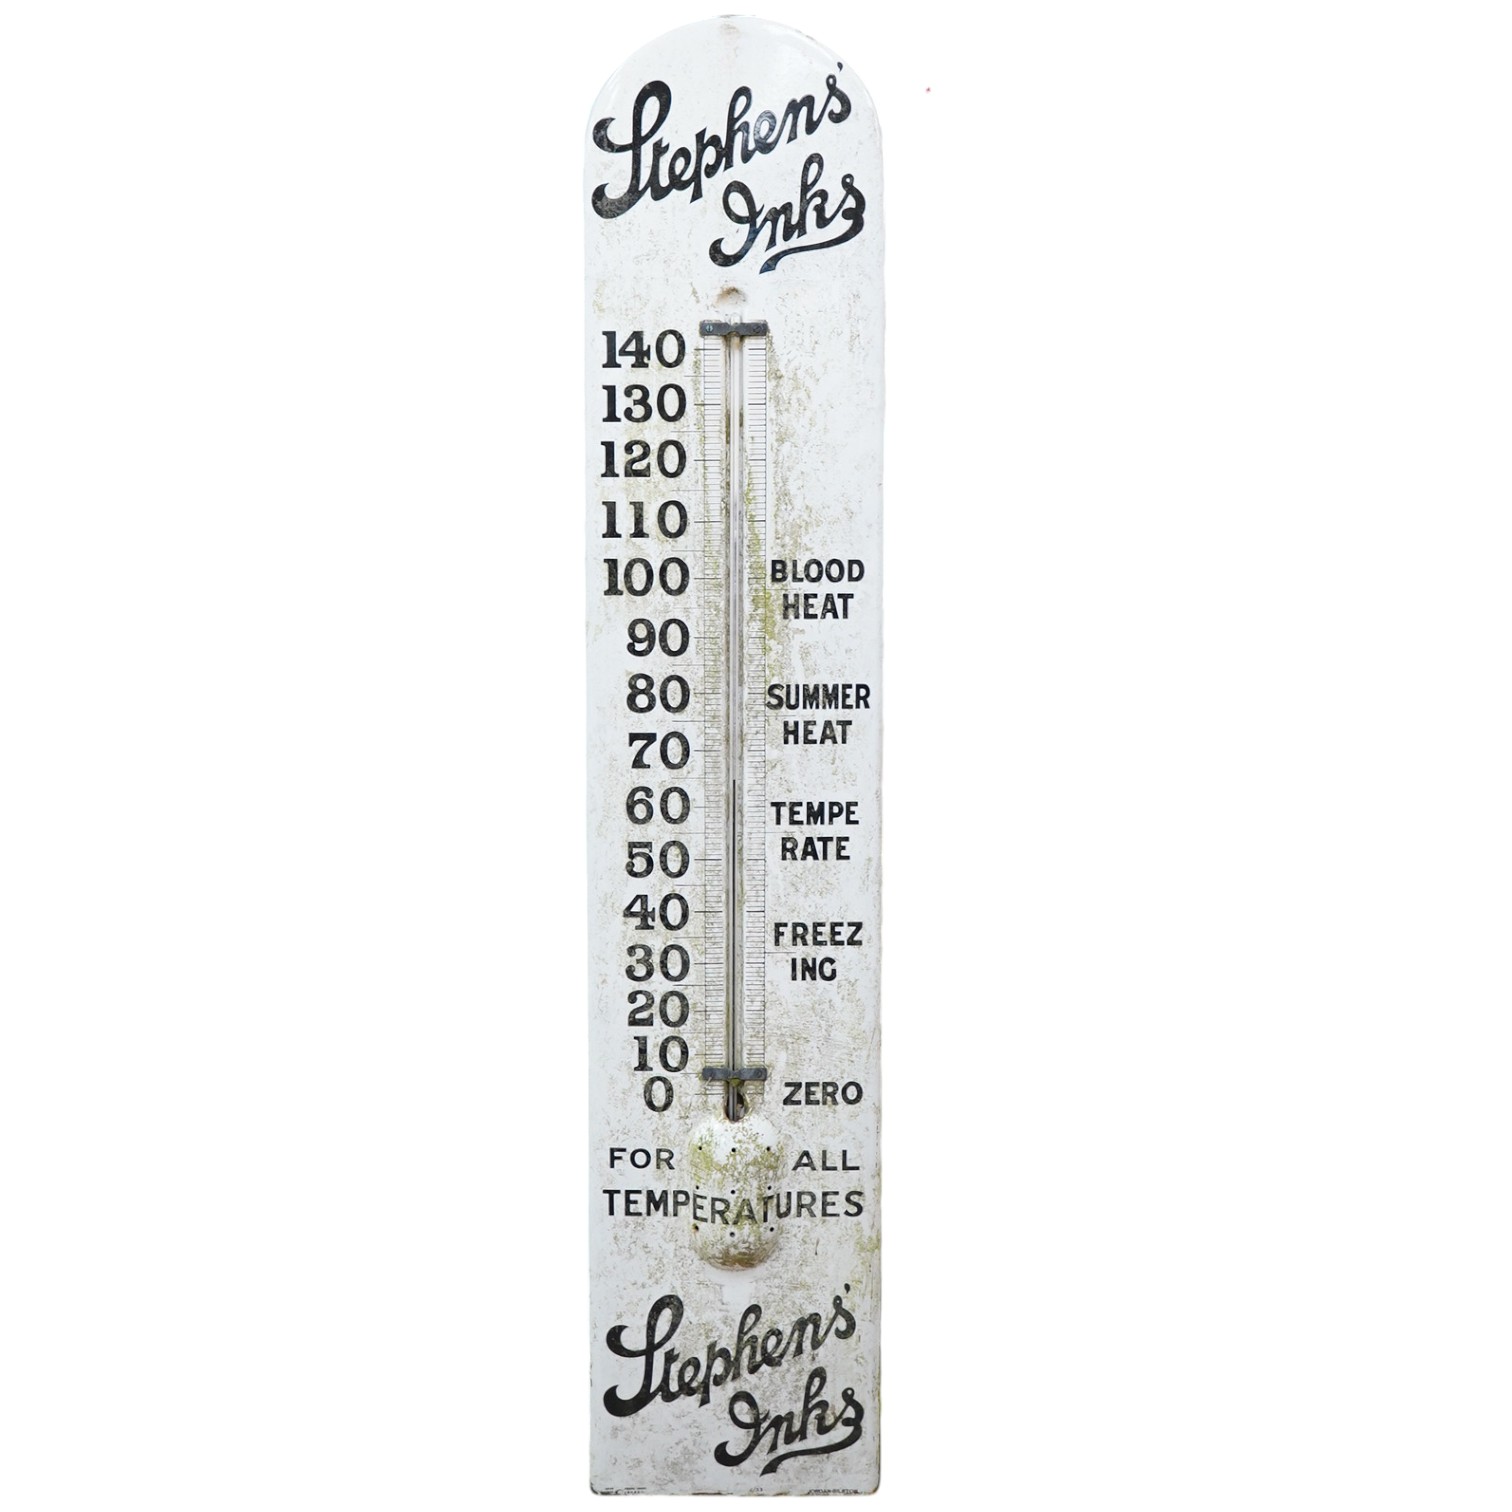 Stephens'
Inks
140
130
120
110
100
BLOOD
HEAT
90
80
SUMMER
HEAT
70
60
TEMPE
RATE
50
40
FREEZ
ING
30
20
10
0
ZERO
FOR ALL
TEMPERATURES
Stephens'
Inks